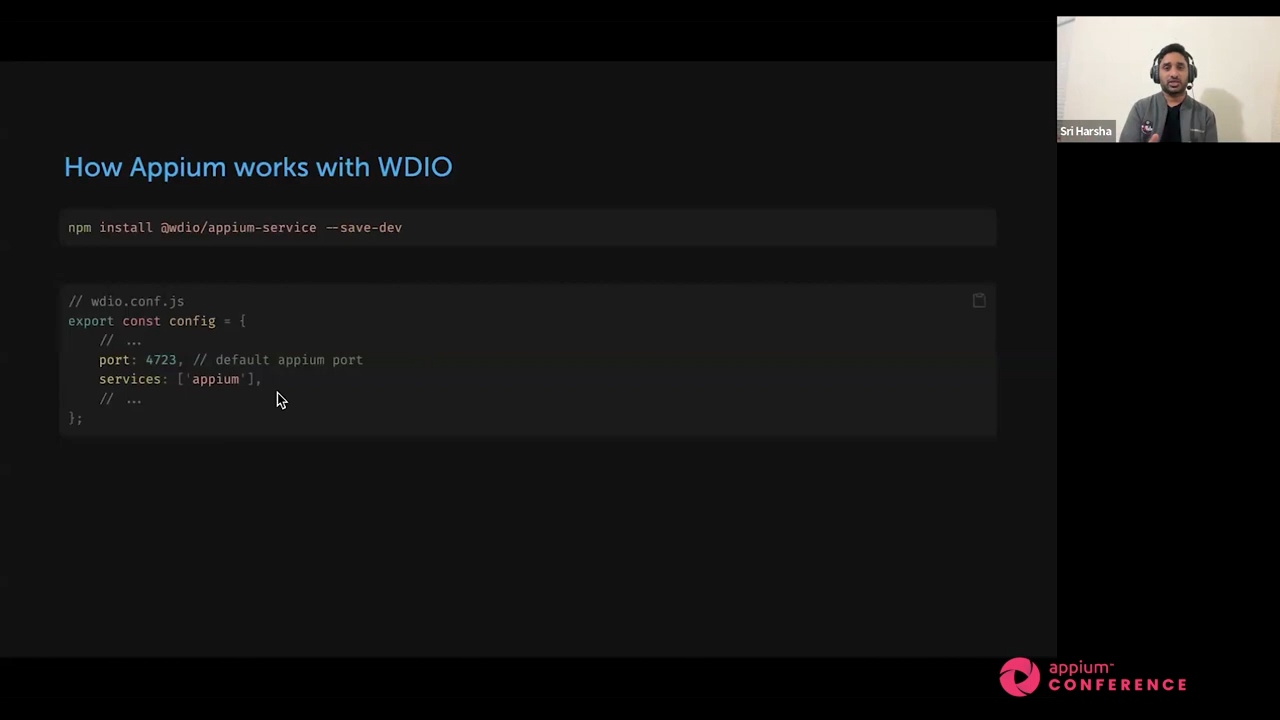 Sri Harsha
How Appium works with WDIO
npm install @wdio/appium-service --save-dev
// wdio.conf.js
export const config = {
// ...
port: 4723, // default appium port
services: ['appium'],
// ...
};
appium™
CONFERENCE